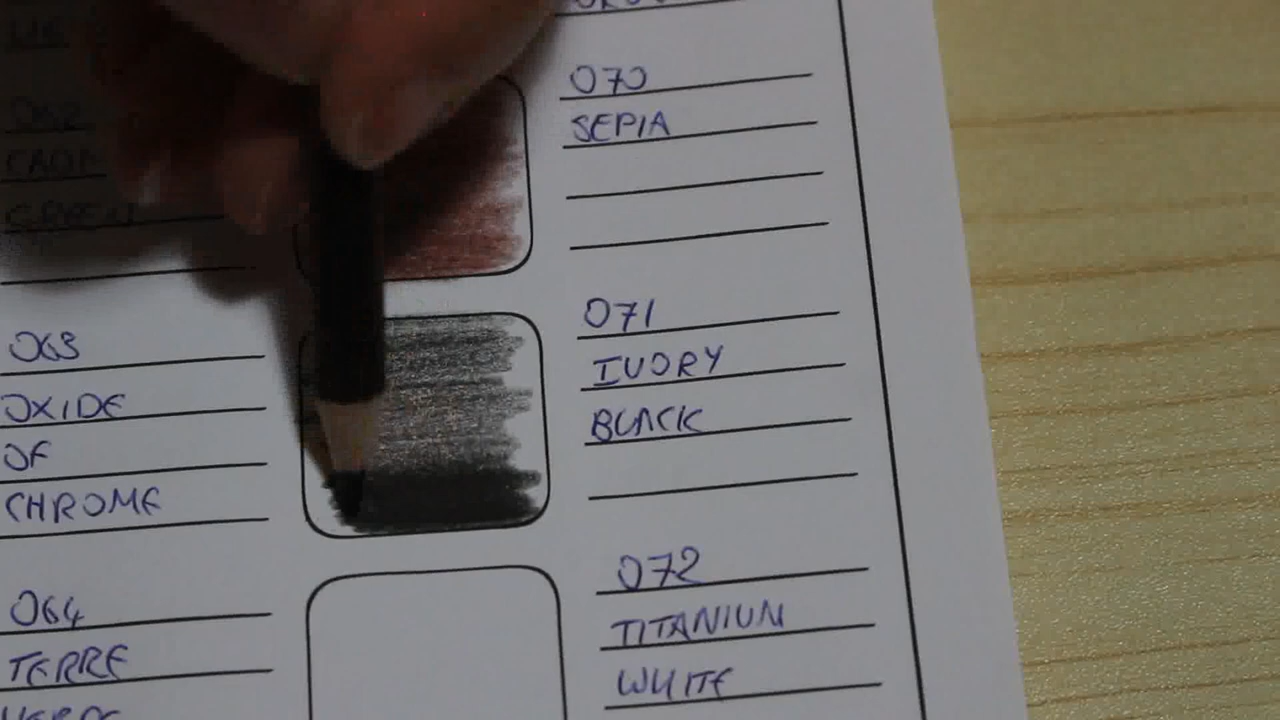 070
SEPIA
063
OXIDE
OF
CHROME
071
IVORY
BLACK
064
TERRE
072
TITANIUM
WHITE